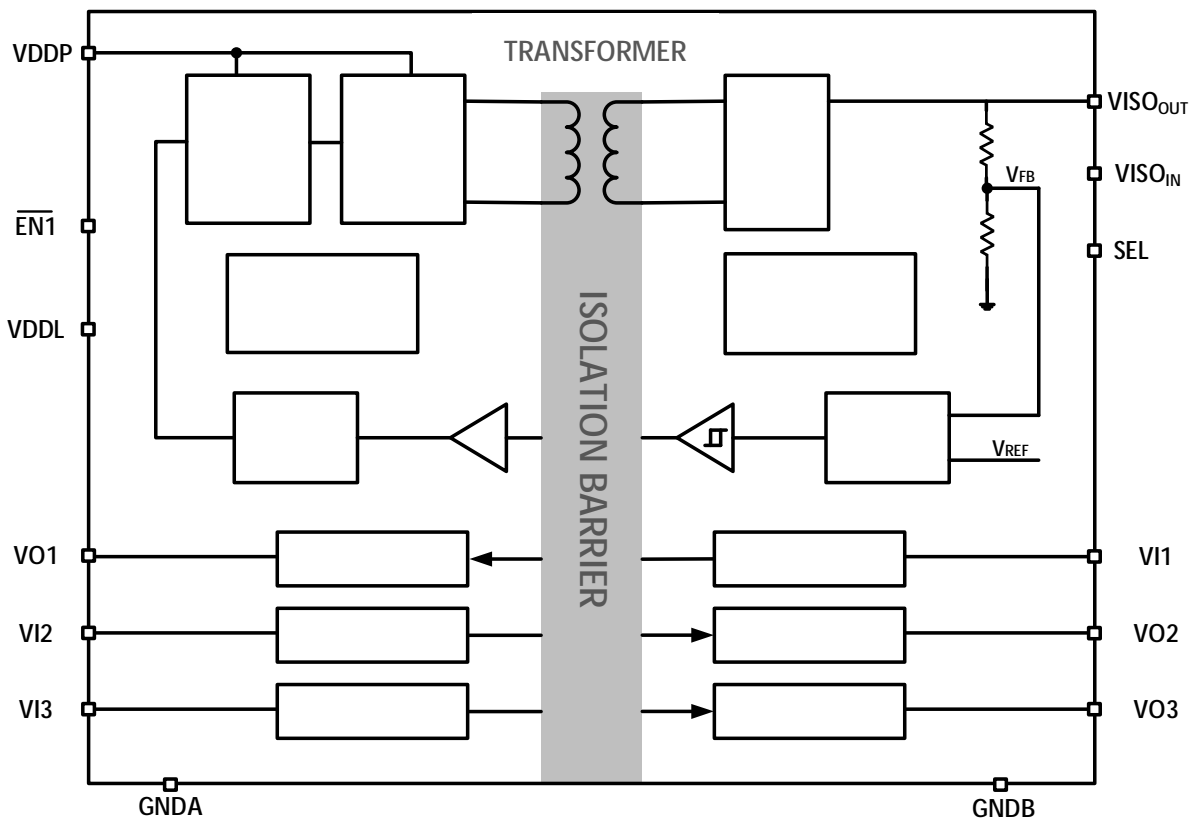 TRANSFORMER
VDDP
VISOOUT
VISOIN
VFB
EN1
SEL
VDDL
ISOLATION BARRIER
VREF
VO1
VI1
VI2
VO2
VI3
VO3
GNDA
GNDB